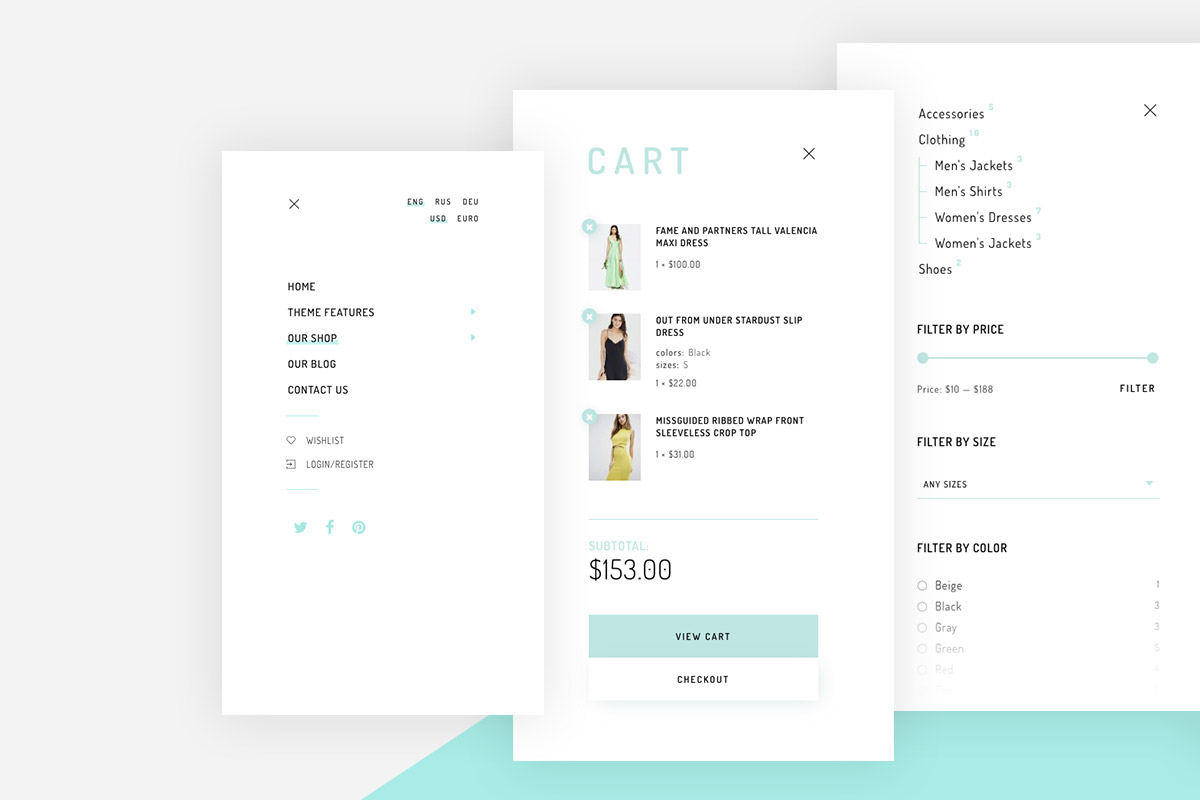 ENG RUS DEU
USD EURO
HOME
THEME FEATURES
OUR SHOP
OUR BLOG
CONTACT US
WISHLIST
LOGIN/REGISTER
CART
FAME AND PARTNERS TALL VALENCIA
MAXI DRESS
1 × $100.00
OUT FROM UNDER STARDUST SLIP
DRESS
colors: Black
sizes: S
1 × $22.00
MISSGUIDED RIBBED WRAP FRONT
SLEEVELESS CROP TOP
1 × $31.00
SUBTOTAL:
$153.00
VIEW CART
CHECKOUT
Accessories 5
Clothing 16
Men's Jackets 3
Men's Shirts 3
Women's Dresses 7
Women's Jackets 3
Shoes 2
FILTER BY PRICE
Price: $10 — $188 FILTER
FILTER BY SIZE
ANY SIZES
FILTER BY COLOR
Beige 1
Black 3
Gray 3
Green 5
Red 4